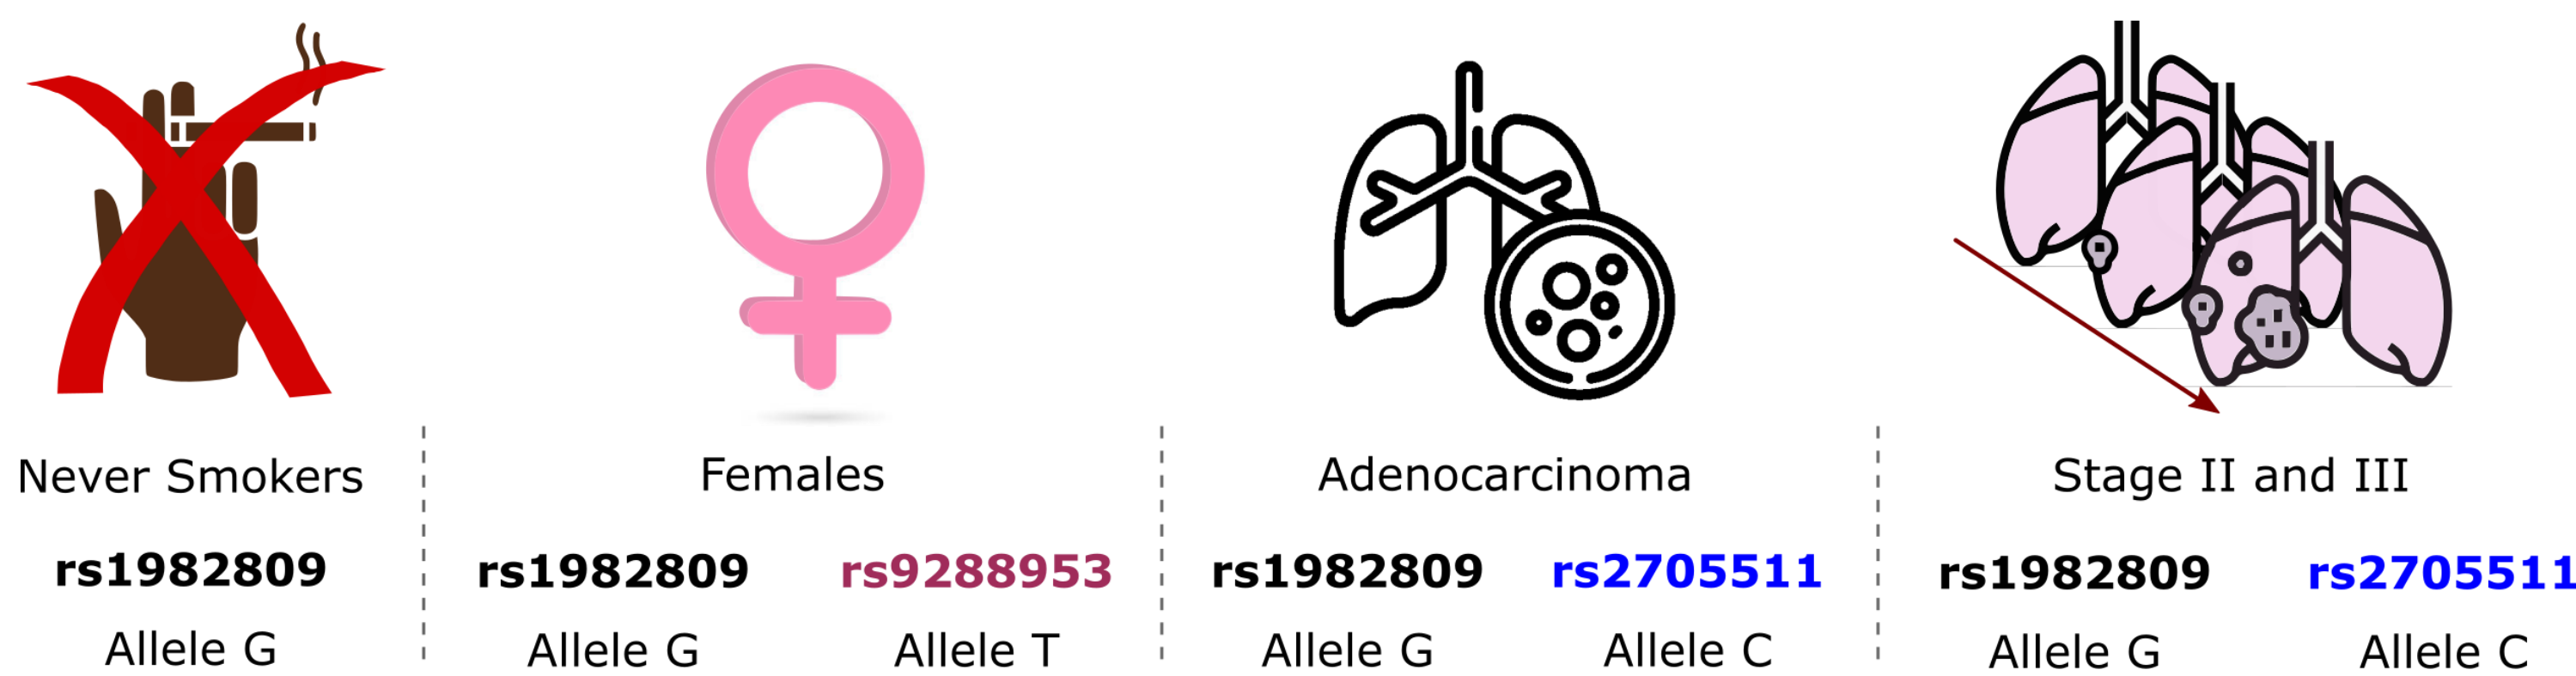 Never Smokers
rs1982809
Allele G
Females
rs1982809 rs9288953
Allele G Allele T
Adenocarcinoma
rs1982809 rs2705511
Allele G Allele C
Stage II and III
rs1982809 rs2705511
Allele G Allele C